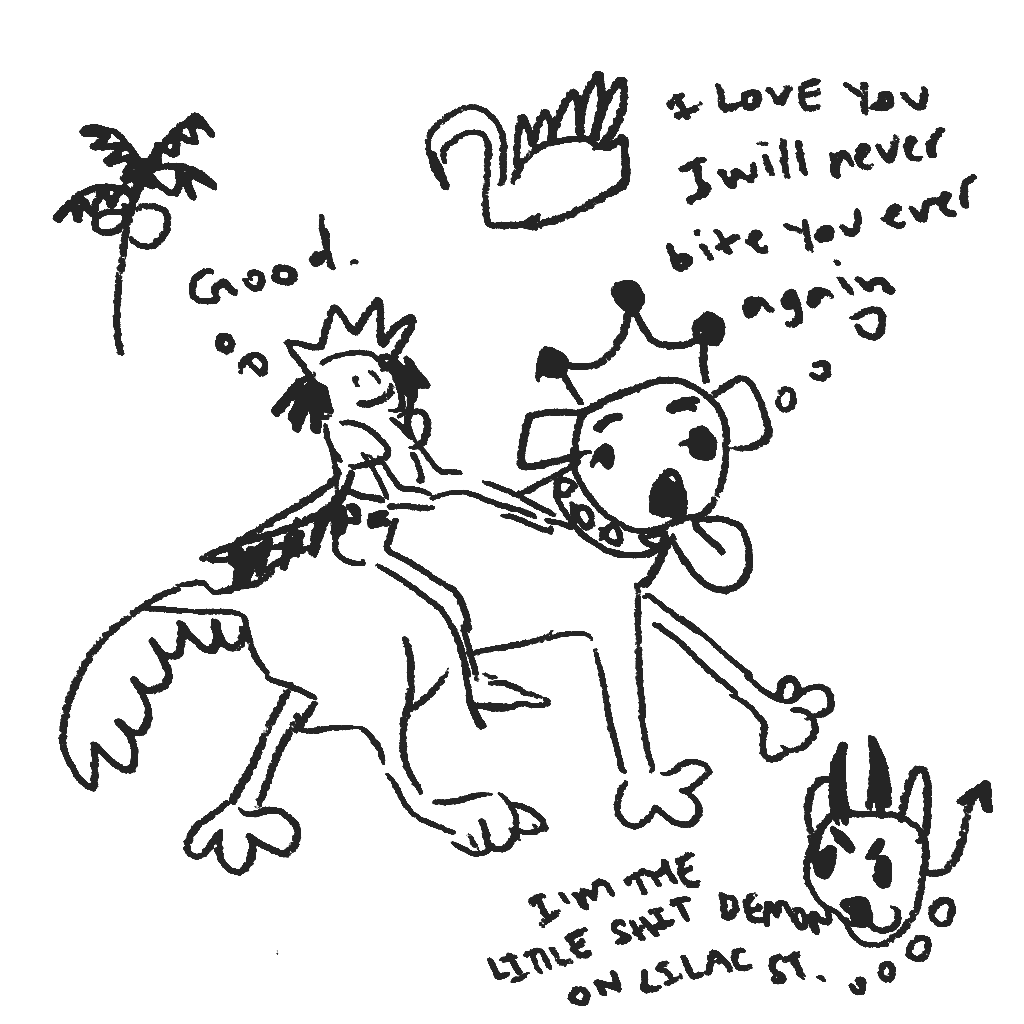 I LOVE You
I will never
bite You ever
again
Good.
I'M THE
LITTLE SHIT DEMON
ON LILAC ST.